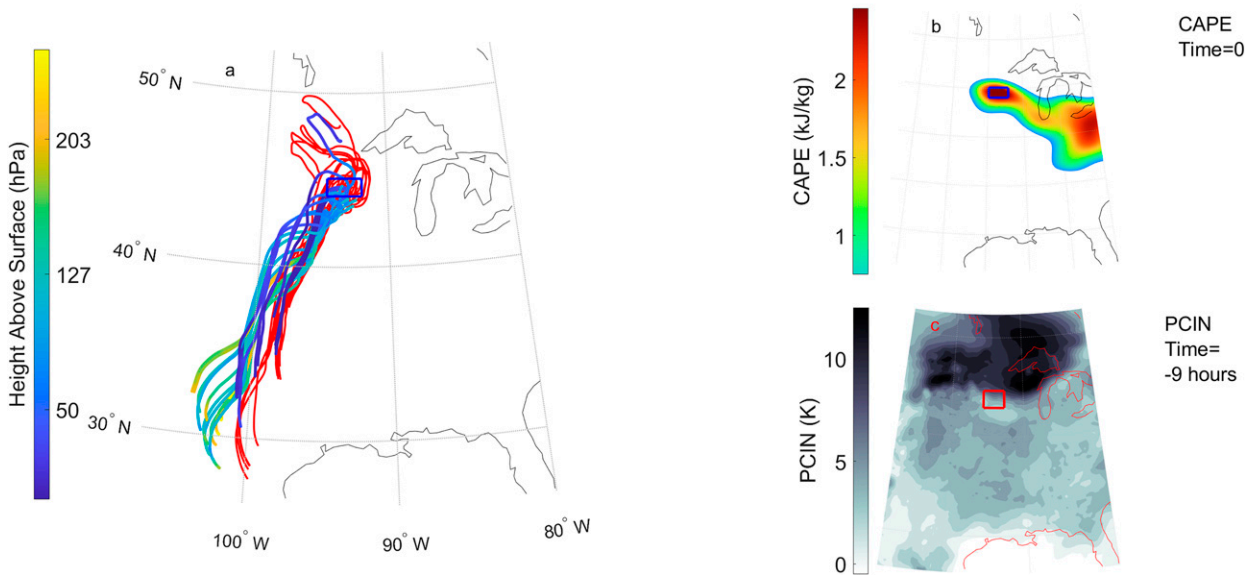 a
50° N
40° N
30° N
100° W
90° W
80° W
Height Above Surface (hPa)
203
127
50
b
CAPE
Time=0
CAPE (kJ/kg)
2
1.5
1
c
PCIN
Time=
-9 hours
PCIN (K)
10
5
0